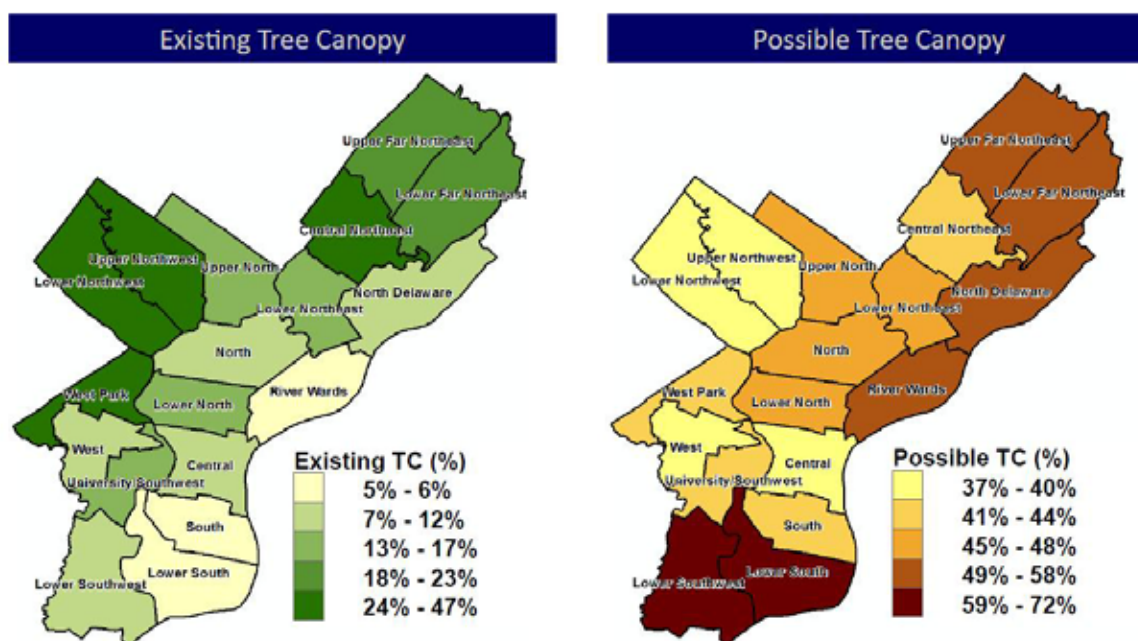 Existing Tree Canopy
Upper Far Northeast
Lower Far Northeast
Central Northeast
Upper Northwest
Upper North
Lower Northwest
North Delaware
Lower Northeast
North
West Park
River Wards
Lower North
West
Central
University/Southwest
South
Lower South
Lower Southwest
Existing TC (%)
5% - 6%
7% - 12%
13% - 17%
18% - 23%
24% - 47%
Possible Tree Canopy
Upper Far Northeast
Lower Far Northeast
Central Northeast
Upper Northwest
Upper North
Lower Northwest
North Delaware
Lower Northeast
North
West Park
River Wards
Lower North
West
Central
University/Southwest
South
Lower South
Lower Southwest
Possible TC (%)
37% - 40%
41% - 44%
45% - 48%
49% - 58%
59% - 72%